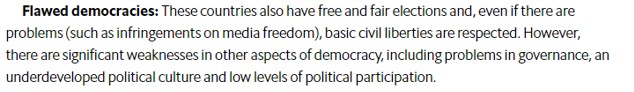 Flawed democracies: These countries also have free and fair elections and, even if there are
problems (such as infringements on media freedom), basic civil liberties are respected. However,
there are significant weaknesses in other aspects of democracy, including problems in governance, an
underdeveloped political culture and low levels of political participation.